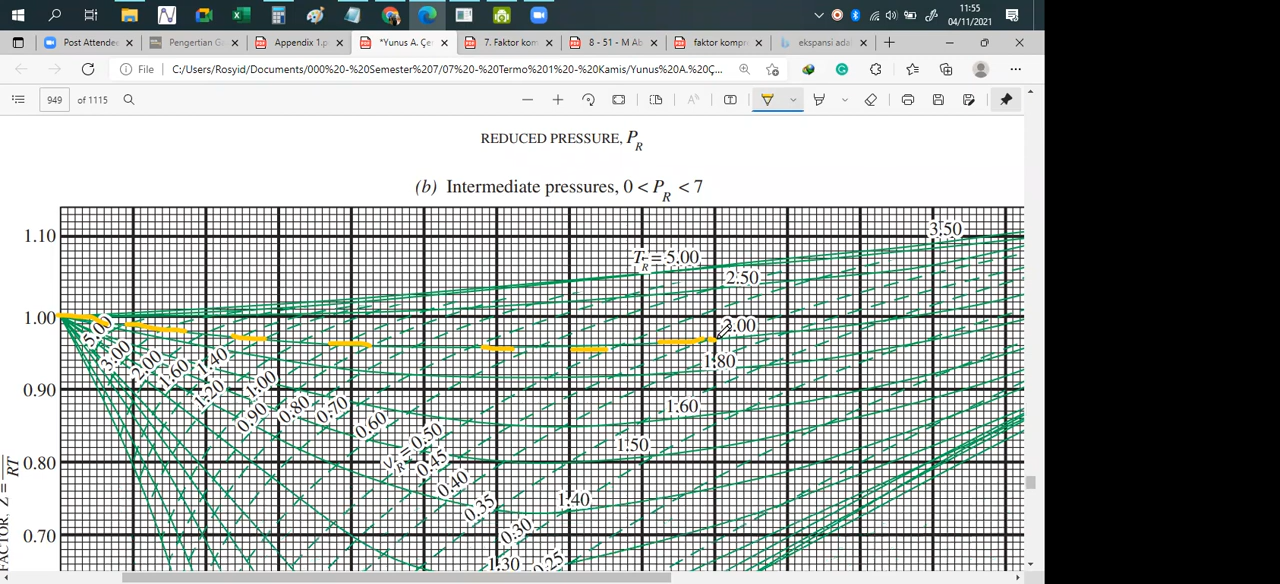 11:55
04/11/2021
Post Attendee
Pengertian Ga
Appendix 1.p
*Yunus A. Çe
7. Faktor kom
8 - 51 - M Ab
faktor kompr
ekspansi ada
File
C:/Users/Rosyid/Documents/000%20-%20Semester%207/07%20-%20Termo%201%20-%20Kamis/Yunus%20A.%20Ç...
949 of 1115
REDUCED PRESSURE, P_R
(b) Intermediate pressures, 0 < P_R < 7
1.10
3.50
T_R = 5.00
2.50
1.00
5.00
2.00
3.00
2.00
1.60
1.40
1.80
0.90
1.20
1.00
0.90
0.80
0.70
0.60
1.60
V_R = 0.50
1.50
0.80
0.45
0.40
0.35
1.40
0.70
0.30
1.30
0.25
FACTOR, Z = RT